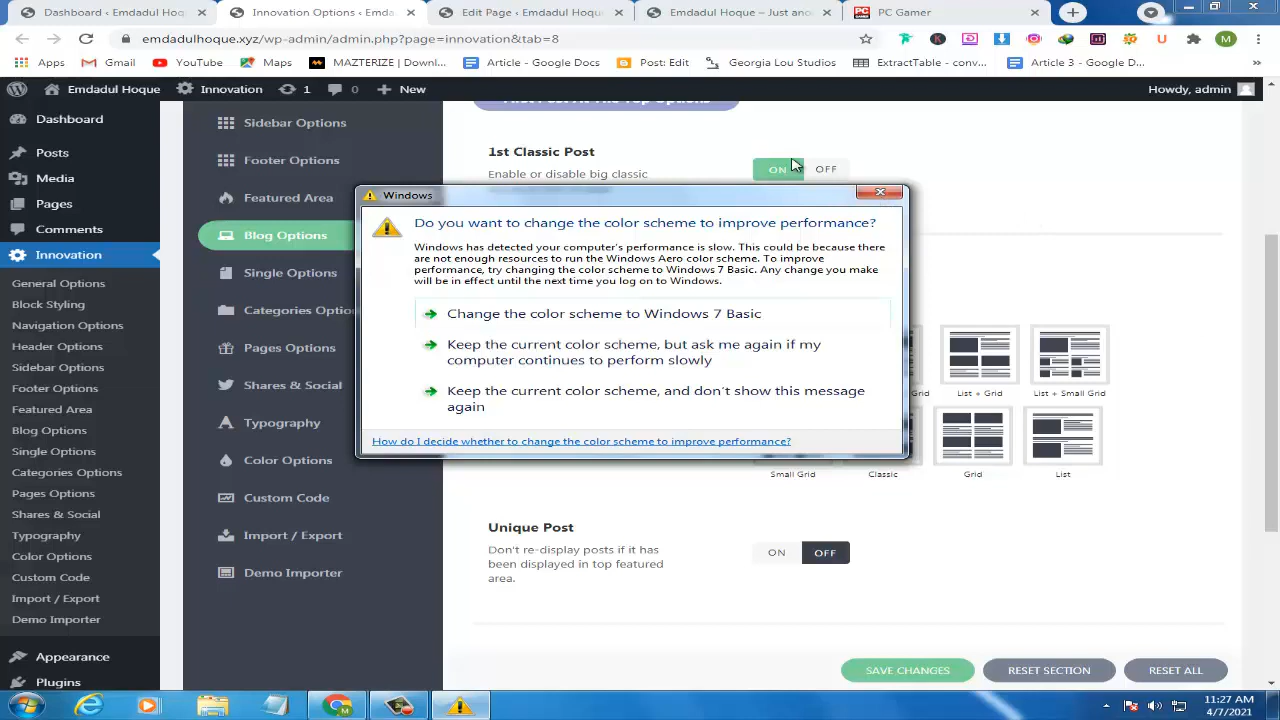 Dashboard ‹ Emdadul Hoq
Innovation Options ‹ Emda
Edit Page ‹ Emdadul Hoque
Emdadul Hoque – Just ano
PC Gamer
emdadulhoque.xyz/wp-admin/admin.php?page=innovation8&tab=8
M
Apps
Gmail
YouTube
Maps
MAZTERIZE | Downl...
Article - Google Docs
Post: Edit
Georgia Lou Studios
ExtractTable - conv...
Article 3 - Google D...
»
Emdadul Hoque
Innovation
1
0
New
Howdy, admin
Dashboard
Posts
Media
Pages
Comments
Innovation
General Options
Block Styling
Navigation Options
Header Options
Sidebar Options
Footer Options
Featured Area
Blog Options
Single Options
Categories Options
Pages Options
Shares & Social
Typography
Color Options
Custom Code
Import / Export
Demo Importer
Appearance
Plugins
Sidebar Options
Footer Options
Featured Area
Blog Options
Single Options
Categories Optio
Pages Options
Shares & Social
Typography
Color Options
Custom Code
Import / Export
Demo Importer
1st Classic Post
Enable or disable big classic
ON
OFF
Windows
Do you want to change the color scheme to improve performance?
Windows has detected your computer's performance is slow. This could be because there
are not enough resources to run the Windows Aero color scheme. To improve
performance, try changing the color scheme to Windows 7 Basic. Any change you make
will be in effect until the next time you log on to Windows.
Change the color scheme to Windows 7 Basic
Keep the current color scheme, but ask me again if my
computer continues to perform slowly
Keep the current color scheme, and don't show this message
again
How do I decide whether to change the color scheme to improve performance?
Grid
List + Grid
List + Small Grid
Small Grid
Classic
Grid
List
Unique Post
Don't re-display posts if it has
been displayed in top featured
area.
ON
OFF
SAVE CHANGES
RESET SECTION
RESET ALL
11:27 AM
4/7/2021